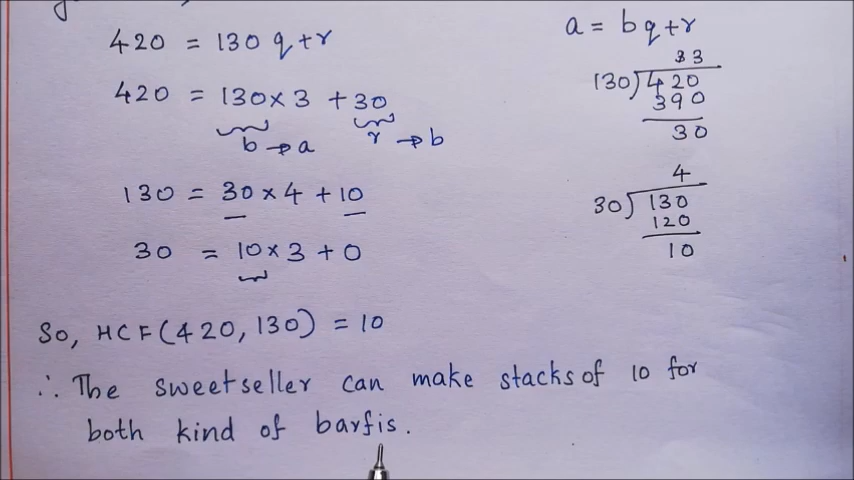 420 = 130 q + r
420 = 130 × 3 + 30
b → a
r → b
130 = 30 × 4 + 10
30 = 10 × 3 + 0
So, HCF(420, 130) = 10
∴ The sweetseller can make stacks of 10 for
both kind of barfis.
a = bq + r
33
130)420
390
30
4
30)130
120
10